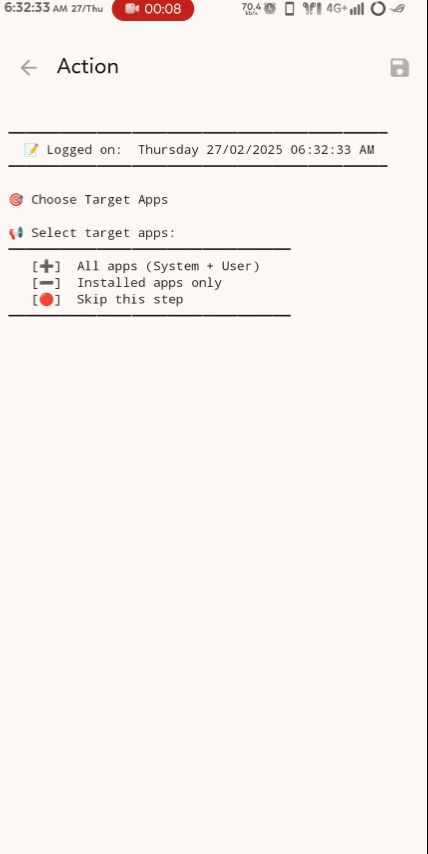 6:32:33 AM 27/Thu 00:08 70,4 kb/s 4G+
Action
📝 Logged on: Thursday 27/02/2025 06:32:33 AM
🎯 Choose Target Apps
📢 Select target apps:
[➕] All apps (System + User)
[➖] Installed apps only
[🔴] Skip this step